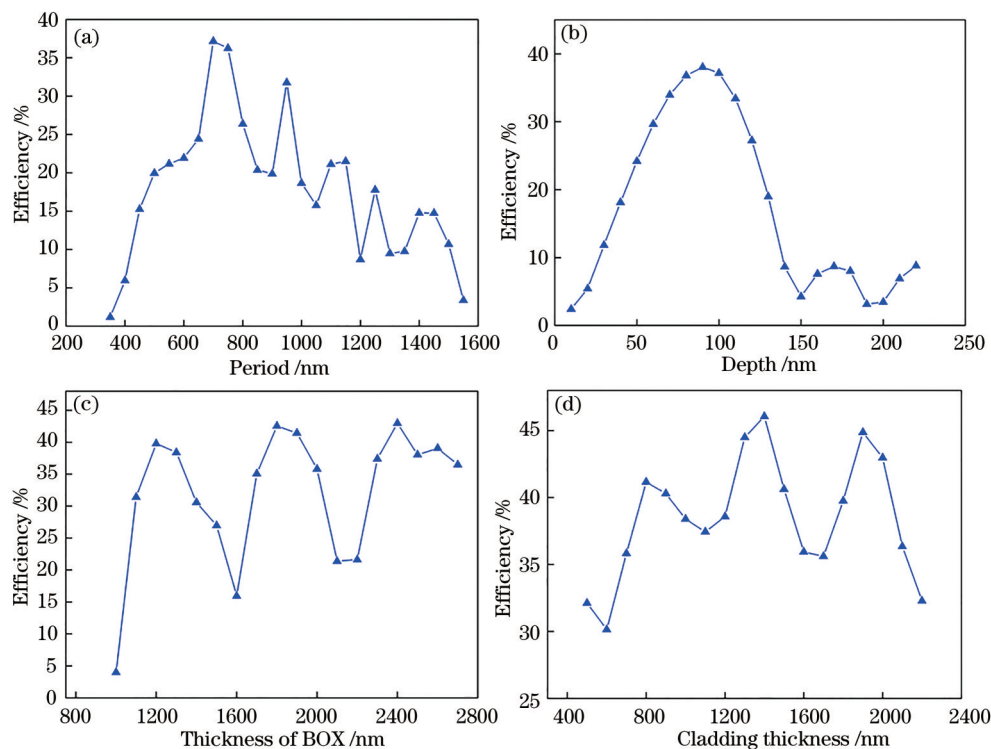 (a)
Efficiency /%
40
35
30
25
20
15
10
5
0
200 400 600 800 1000 1200 1400 1600
Period /nm
(b)
Efficiency /%
40
30
20
10
0
0 50 100 150 200 250
Depth /nm
(c)
Efficiency /%
45
40
35
30
25
20
15
10
5
0
800 1200 1600 2000 2400 2800
Thickness of BOX /nm
(d)
Efficiency /%
45
40
35
30
25
400 800 1200 1600 2000 2400
Cladding thickness /nm